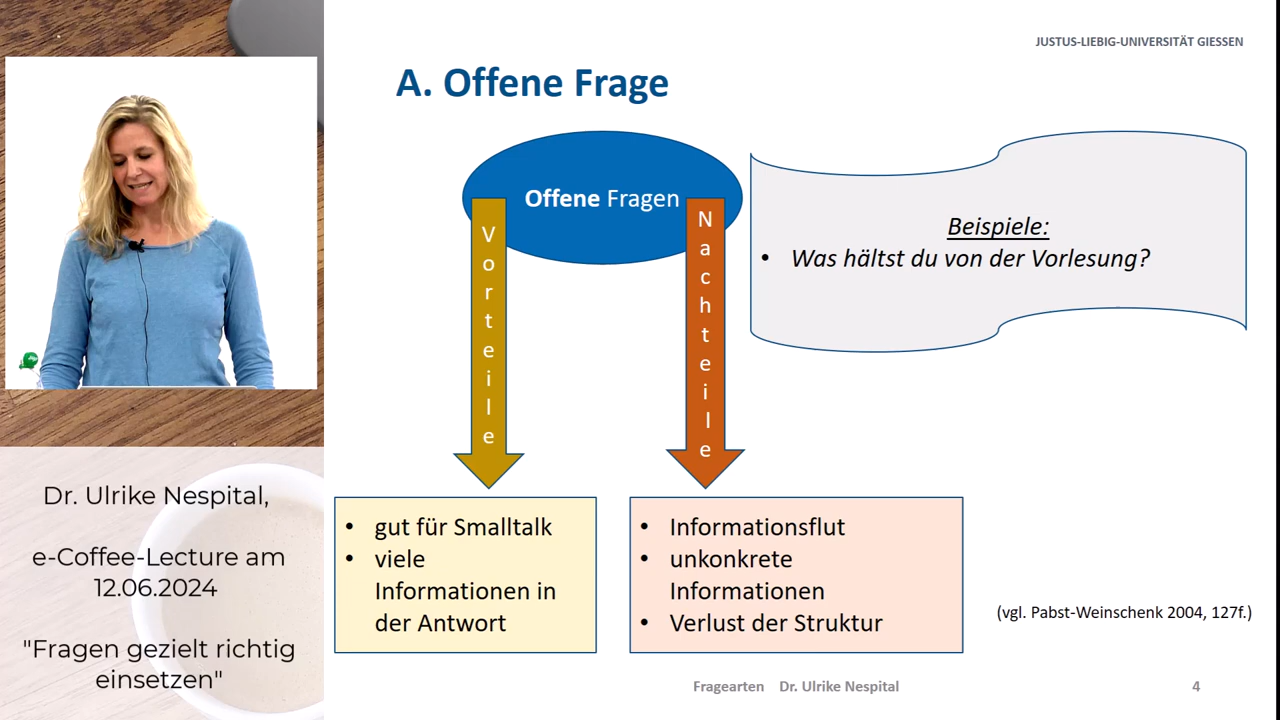 JUSTUS-LIEBIG-UNIVERSITÄT GIESSEN
A. Offene Frage
Offene Fragen
Vorteile
Nachteile
Beispiele:
• Was hältst du von der Vorlesung?
• gut für Smalltalk
• viele
Informationen in
der Antwort
• Informationsflut
• unkonkrete
Informationen
• Verlust der Struktur
(vgl. Pabst-Weinschenk 2004, 127f.)
Fragearten Dr. Ulrike Nespital
4
Dr. Ulrike Nespital,
e-Coffee-Lecture am
12.06.2024
"Fragen gezielt richtig
einsetzen"